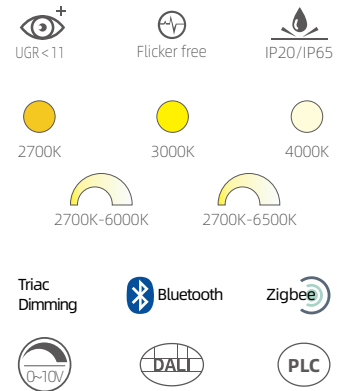 UGR<11 Flicker free IP20/IP65
2700K 3000K 4000K
2700K-6000K 2700K-6500K
Triac
Dimming
Bluetooth Zigbee
0~10V DALI PLC